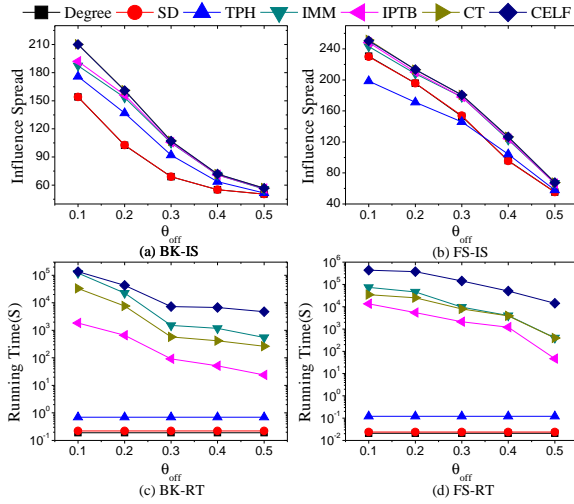 Degree SD TPH IMM IPTB CT CELF
210
180
150
120
90
60
Influence Spread
0.1 0.2 0.3 0.4 0.5
θoff
(a) BK-IS
240
200
160
120
80
40
Influence Spread
0.1 0.2 0.3 0.4 0.5
θoff
(b) FS-IS
10^5
10^4
10^3
10^2
10^1
10^0
10^-1
Running Time(S)
0.1 0.2 0.3 0.4 0.5
θoff
(c) BK-RT
10^6
10^5
10^4
10^3
10^2
10^1
10^0
10^-1
10^-2
Running Time(S)
0.1 0.2 0.3 0.4 0.5
θoff
(d) FS-RT